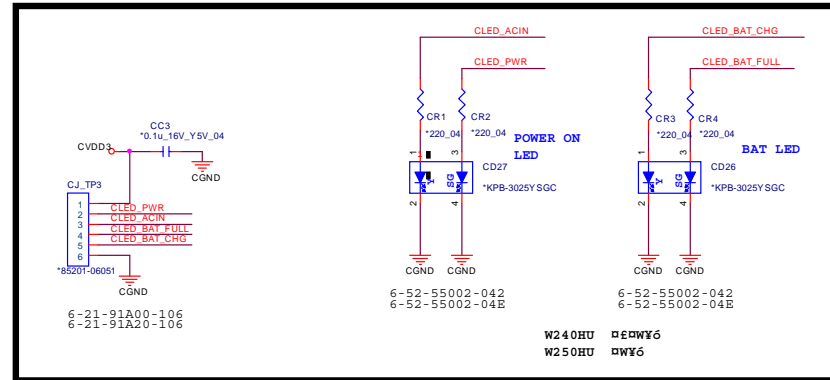 CLED_ACIN
CLED_PWR
CLED_BAT_CHG
CLED_BAT_FULL
CC3
*0.1u_16V_Y5V_04
CVDD3
CGND
CJ_TP3
1
2
3
4
5
6
CLED_PWR
CLED_ACIN
CLED_BAT_FULL
CLED_BAT_CHG
*85201-06051
CGND
6-21-91A00-106
6-21-91A20-106
CR1
*220_04
CR2
*220_04
POWER ON
LED
1
3
CD27
Y
SG
*KPB-3025YSGC
2
4
CGND
CGND
6-52-55002-042
6-52-55002-04E
CR3
*220_04
CR4
*220_04
BAT LED
1
3
CD26
Y
SG
*KPB-3025YSGC
2
4
CGND
CGND
6-52-55002-042
6-52-55002-04E
W240HU ¤£¤W¥ó
W250HU ¤W¥ó